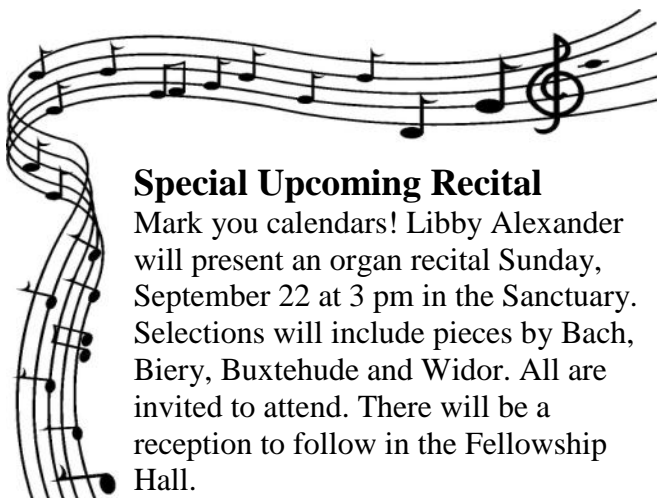 Special Upcoming Recital
Mark you calendars! Libby Alexander
will present an organ recital Sunday,
September 22 at 3 pm in the Sanctuary.
Selections will include pieces by Bach,
Biery, Buxtehude and Widor. All are
invited to attend. There will be a
reception to follow in the Fellowship
Hall.